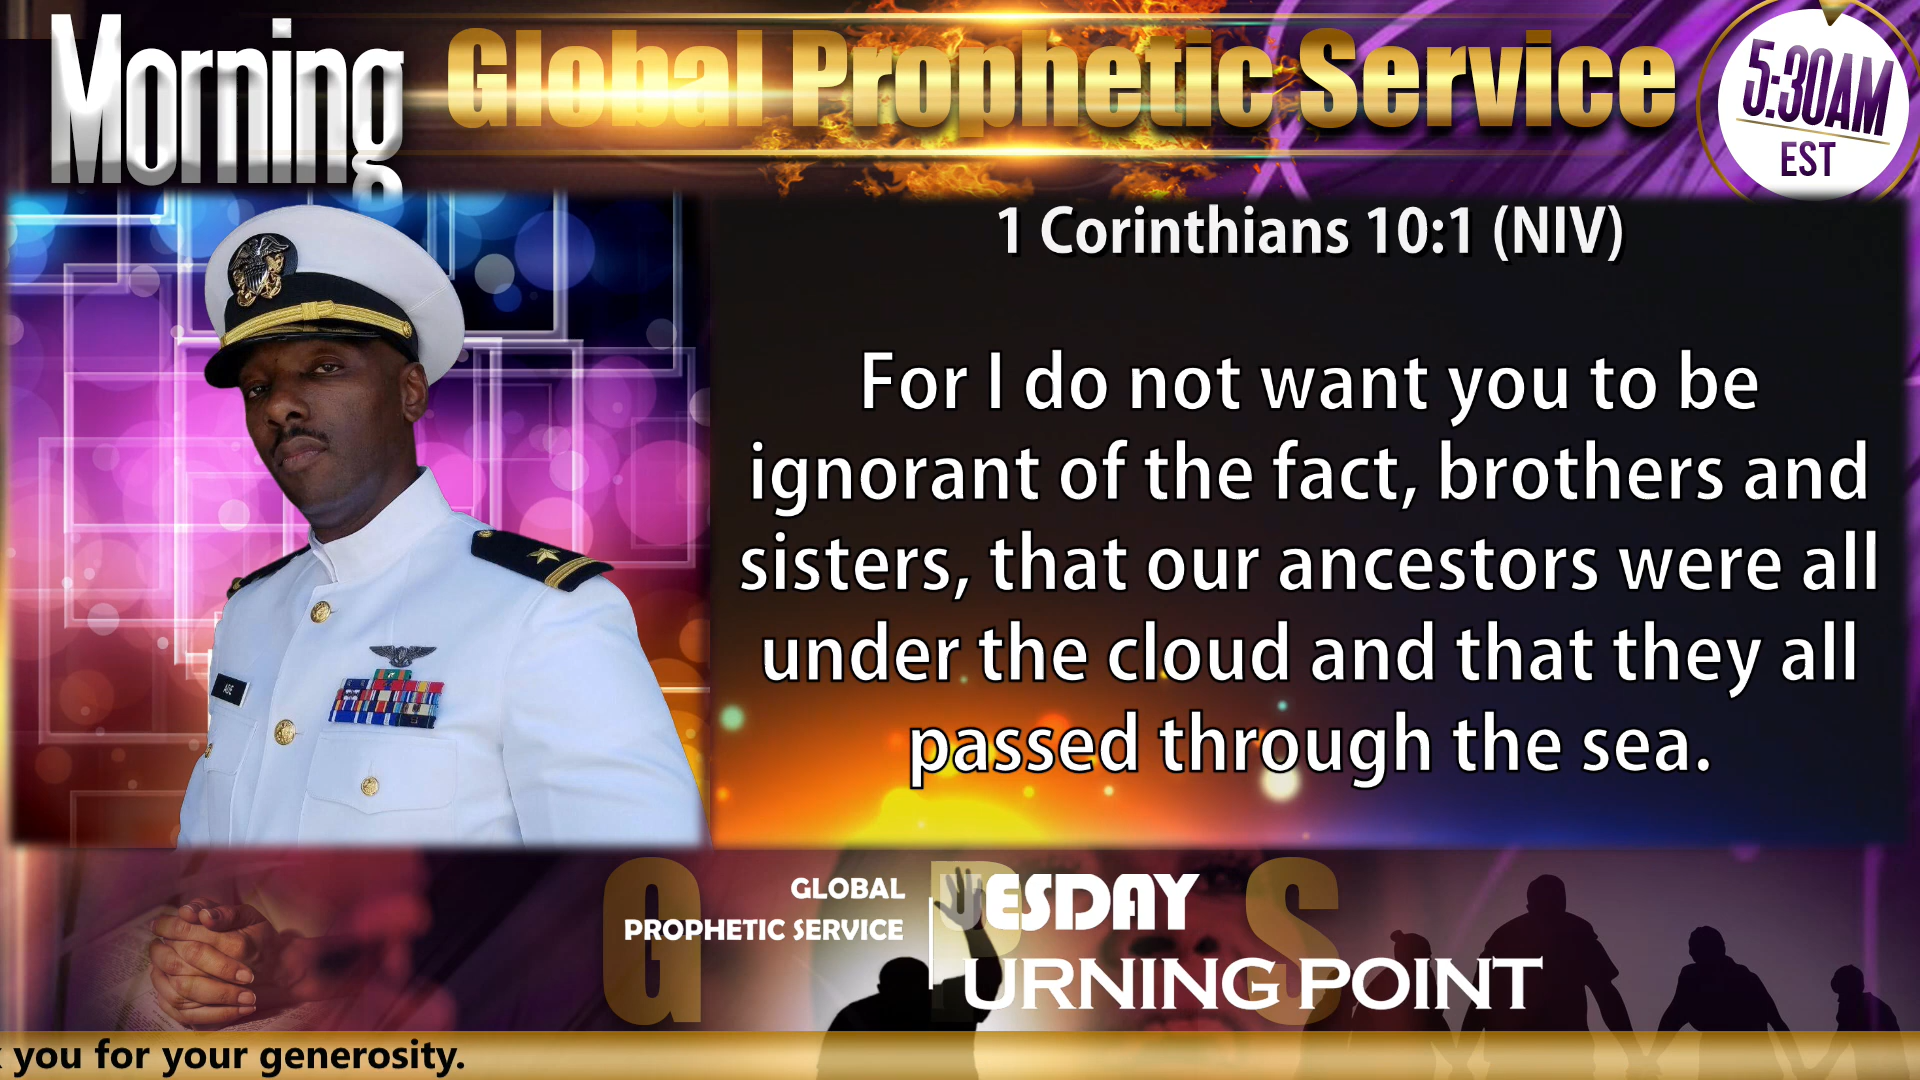 Morning
Global Prophetic Service
5:30AM
EST
1 Corinthians 10:1 (NIV)
For I do not want you to be
ignorant of the fact, brothers and
sisters, that our ancestors were all
under the cloud and that they all
passed through the sea.
G P S
GLOBAL
PROPHETIC SERVICE
UESDAY
URNING POINT
you for your generosity.